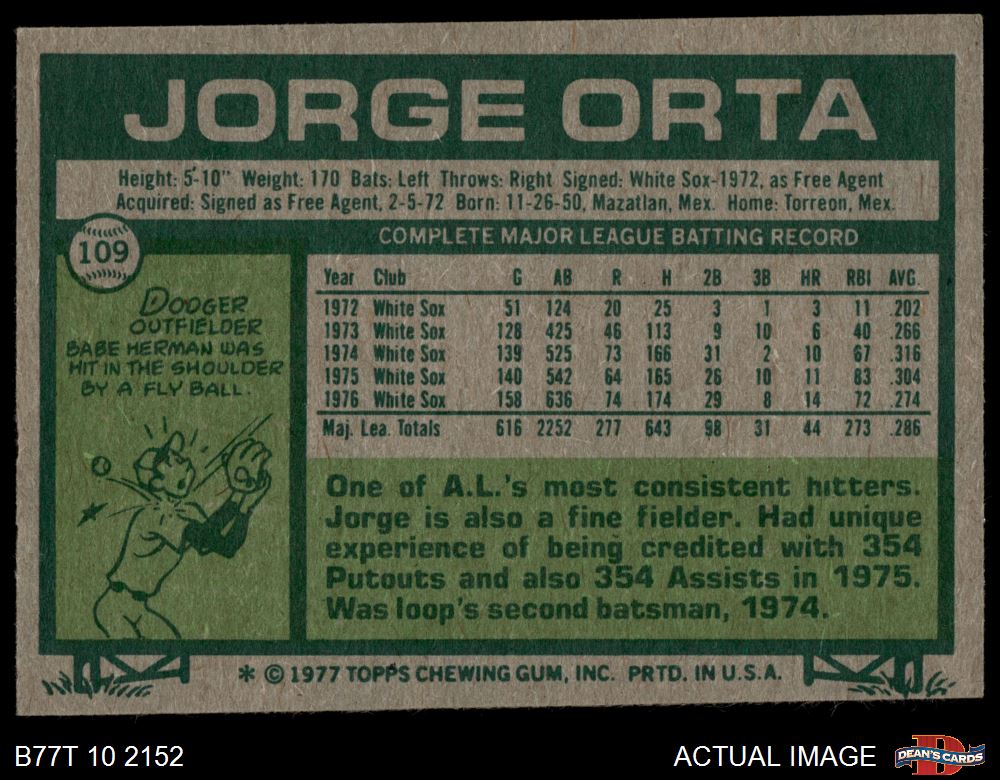 JORGE ORTA
Height: 5-10" Weight: 170 Bats: Left Throws: Right Signed: White Sox-1972, as Free Agent
Acquired: Signed as Free Agent, 2-5-72 Born: 11-26-50, Mazatlan, Mex. Home: Torreon, Mex.
109
DODGER
OUTFIELDER
BABE HERMAN WAS
HIT IN THE SHOULDER
BY A FLY BALL.
COMPLETE MAJOR LEAGUE BATTING RECORD
Year Club G AB R H 2B 3B HR RBI AVG.
1972 White Sox 51 124 20 25 3 1 3 11 .202
1973 White Sox 128 425 46 113 9 10 6 40 .266
1974 White Sox 139 525 73 166 31 2 10 67 .316
1975 White Sox 140 542 64 165 26 10 11 83 .304
1976 White Sox 158 636 74 174 29 8 14 72 .274
Maj. Lea. Totals 616 2252 277 643 98 31 44 273 .286
One of A.L.'s most consistent hitters.
Jorge is also a fine fielder. Had unique
experience of being credited with 354
Putouts and also 354 Assists in 1975.
Was loop's second batsman, 1974.
* © 1977 TOPPS CHEWING GUM, INC. PRTD. IN U.S.A.
B77T 10 2152
ACTUAL IMAGE
D
DEAN'S CARDS